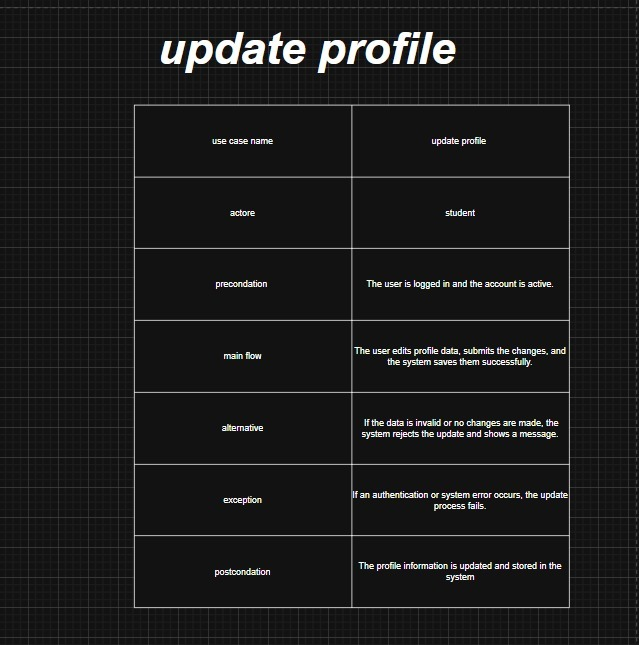 update profile
use case name
update profile
actore
student
precondation
The user is logged in and the account is active.
main flow
The user edits profile data, submits the changes, and
the system saves them successfully.
alternative
If the data is invalid or no changes are made, the
system rejects the update and shows a message.
exception
If an authentication or system error occurs, the update
process fails.
postcondation
The profile information is updated and stored in the
system